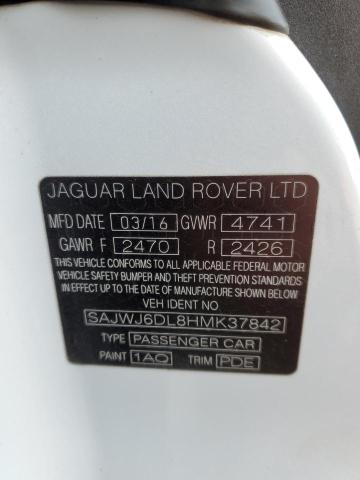 JAGUAR LAND ROVER LTD
MFD DATE 03/16 GVWR 4741
GAWR F 2470 R 2426
THIS VEHICLE CONFORMS TO ALL APPLICABLE FEDERAL MOTOR
VEHICLE SAFETY BUMPER AND THEFT PREVENTION STANDARDS
IN EFFECT UP TO DATE OF MANUFACTURE SHOWN ABOVE
VEH IDENT NO
SAJWJ6DL8HMK37842
TYPE PASSENGER CAR
PAINT 1AO TRIM PDE